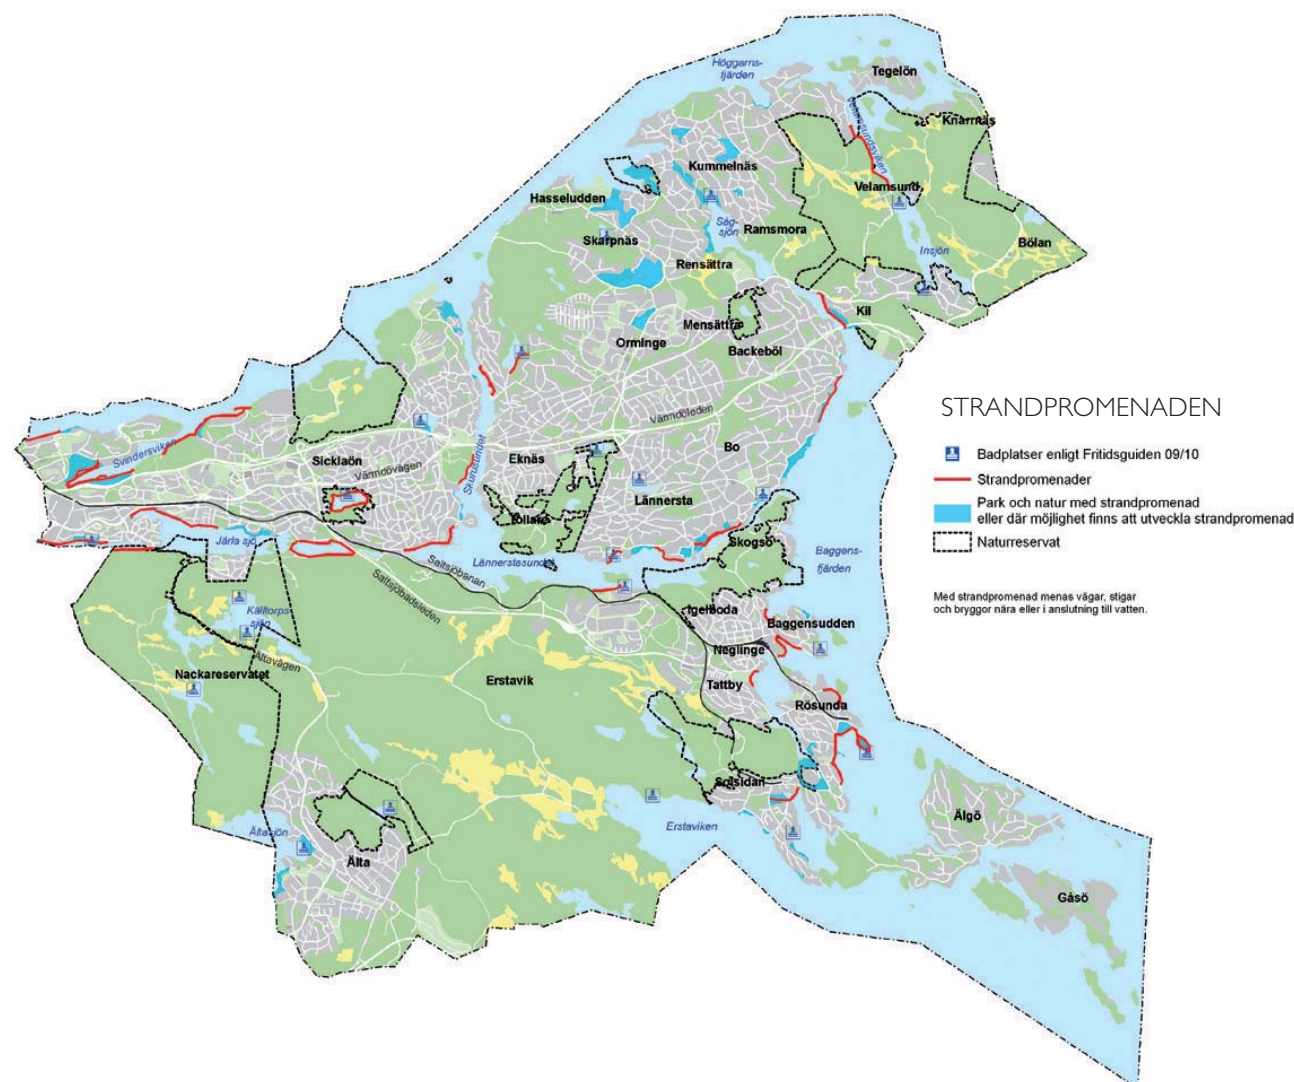 Höggarns-
fjärden
Tegelön
Velamsundsviken
Knarrnäs
Kummelnäs
Velamsund
Hasseludden
Såg-
sjön
Ramsmora
Skarpnäs
Insjön
Bölan
Rensättra
Kil
Mensättra
Orminge
Backeböl
STRANDPROMENADEN
Värmdöleden
Svindersviken
Sicklaön
Värmdövägen
Skurusundet
Eknäs
Bo
Badplatser enligt Fritidsguiden 09/10
Strandpromenader
Lännersta
Park och natur med strandpromenad
eller där möjlighet finns att utveckla strandpromenad
Tollare
Järla sjö
Skogsö
Naturreservat
Lännerstasundet
Baggens-
fjärden
Saltsjöbanan
Saltsjöbadsleden
Med strandpromenad menas vägar, stigar
och bryggor nära eller i anslutning till vatten.
Källtorps
sjön
Igelboda
Baggensudden
Neglinge
Ältavägen
Nackareservatet
Erstavik
Tattby
Rösunda
Solsidan
Erstaviken
Ältasjön
Älta
Älgö
Gåsö